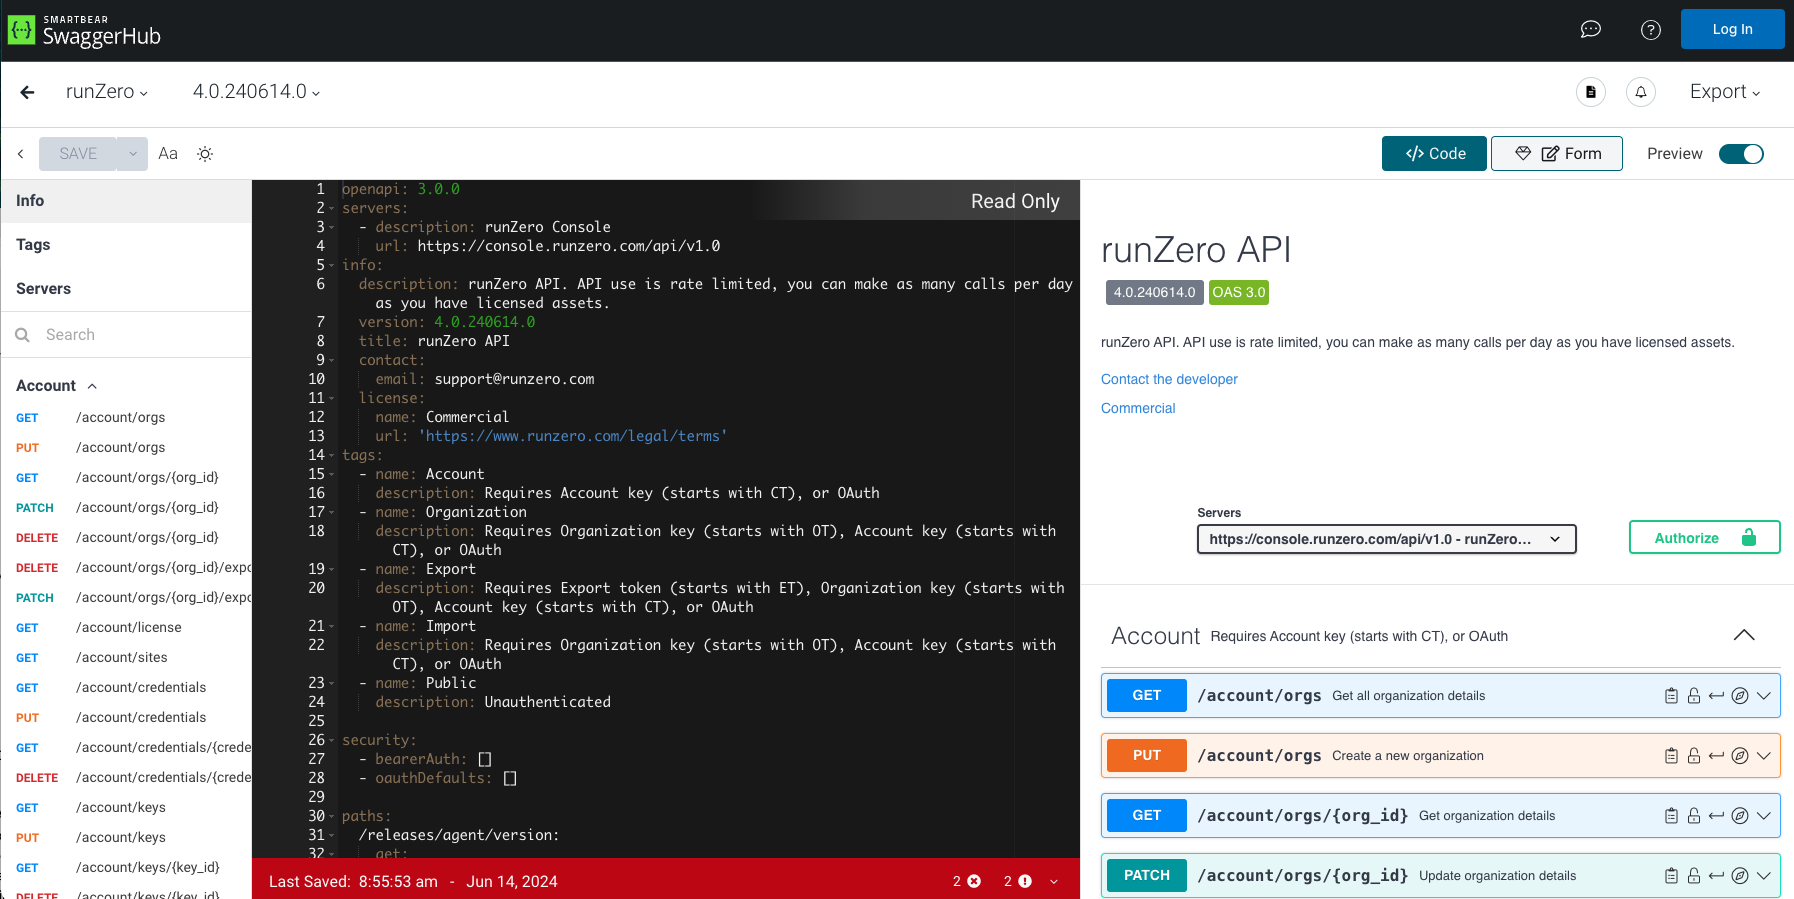 SMARTBEAR
SwaggerHub
Log In
runZero
4.0.240614.0
Export
SAVE
Aa
</> Code
Form
Preview
Info
Tags
Servers
Search
Account
GET /account/orgs
PUT /account/orgs
GET /account/orgs/{org_id}
PATCH /account/orgs/{org_id}
DELETE /account/orgs/{org_id}
DELETE /account/orgs/{org_id}/expo
PATCH /account/orgs/{org_id}/expo
GET /account/license
GET /account/sites
GET /account/credentials
PUT /account/credentials
GET /account/credentials/{crede
DELETE /account/credentials/{crede
GET /account/keys
PUT /account/keys
GET /account/keys/{key_id}
DELETE /account/keys/{key_id}
Read Only
1 openapi: 3.0.0
2 servers:
3 - description: runZero Console
4 url: https://console.runzero.com/api/v1.0
5 info:
6 description: runZero API. API use is rate limited, you can make as many calls per day
as you have licensed assets.
7 version: 4.0.240614.0
8 title: runZero API
9 contact:
10 email: support@runzero.com
11 license:
12 name: Commercial
13 url: 'https://www.runzero.com/legal/terms'
14 tags:
15 - name: Account
16 description: Requires Account key (starts with CT), or OAuth
17 - name: Organization
18 description: Requires Organization key (starts with OT), Account key (starts with
CT), or OAuth
19 - name: Export
20 description: Requires Export token (starts with ET), Organization key (starts with
OT), Account key (starts with CT), or OAuth
21 - name: Import
22 description: Requires Organization key (starts with OT), Account key (starts with
CT), or OAuth
23 - name: Public
24 description: Unauthenticated
25
26 security:
27 - bearerAuth: []
28 - oauthDefaults: []
29
30 paths:
31 /releases/agent/version:
32 get:
Last Saved: 8:55:53 am - Jun 14, 2024
2 2
runZero API
4.0.240614.0 OAS 3.0
runZero API. API use is rate limited, you can make as many calls per day as you have licensed assets.
Contact the developer
Commercial
Servers
https://console.runzero.com/api/v1.0 - runZero...
Authorize
Account Requires Account key (starts with CT), or OAuth
GET /account/orgs Get all organization details
PUT /account/orgs Create a new organization
GET /account/orgs/{org_id} Get organization details
PATCH /account/orgs/{org_id} Update organization details